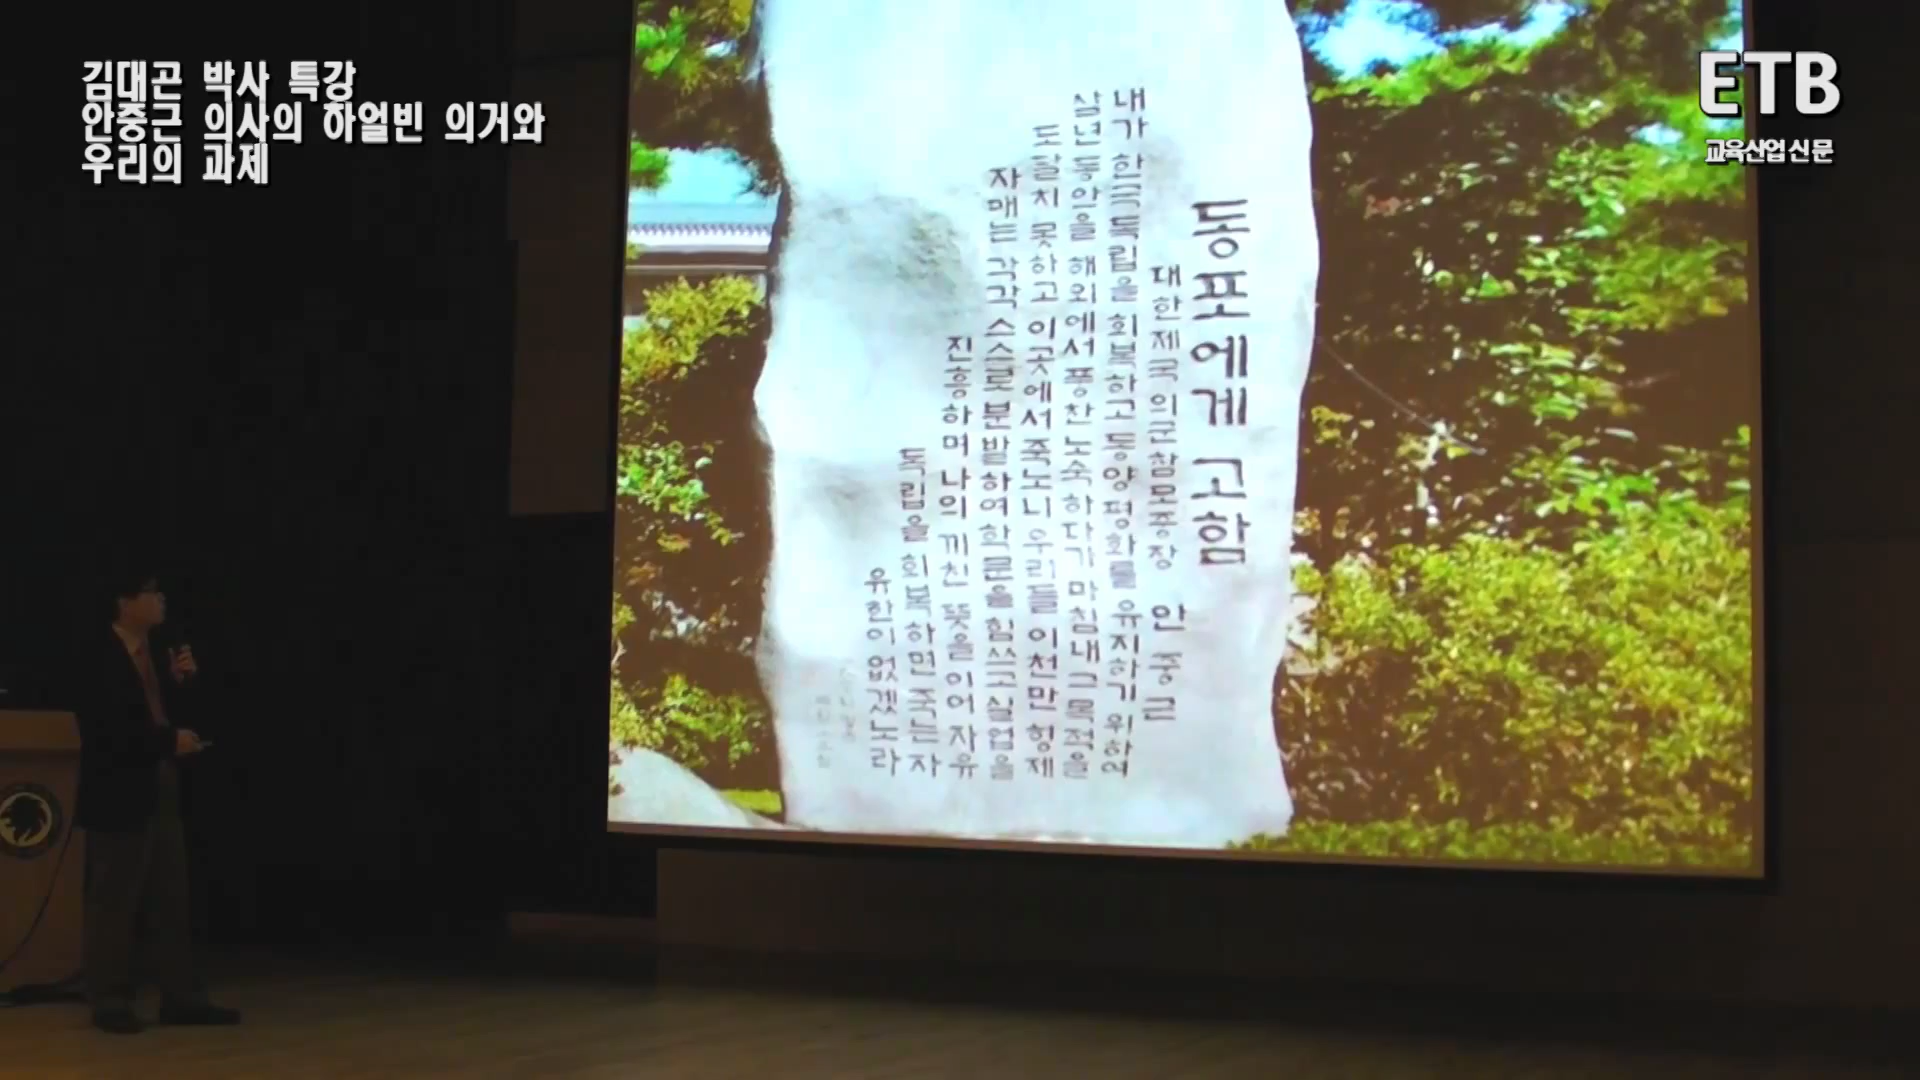 김대곤 박사 특강
안중근 의사의 하얼빈 의거와
우리의 과제
ETB
교육산업신문
동포에게 고함
대한제국 의군참모중장 안중근
내가 한국독립을 회복하고 동양평화를 유지하기 위하여
삼년동안을 해외에서 풍찬노숙 하다가 마침내 그 목적을
도달치 못하고 이곳에서 죽노니 우리들 이천만 형제
자매는 각각 스스로 분발하여 학문을 힘쓰고 실업을
진흥하며 나의 끼친 뜻을 이어 자유
독립을 회복하면 죽는자
유한이 없겠노라